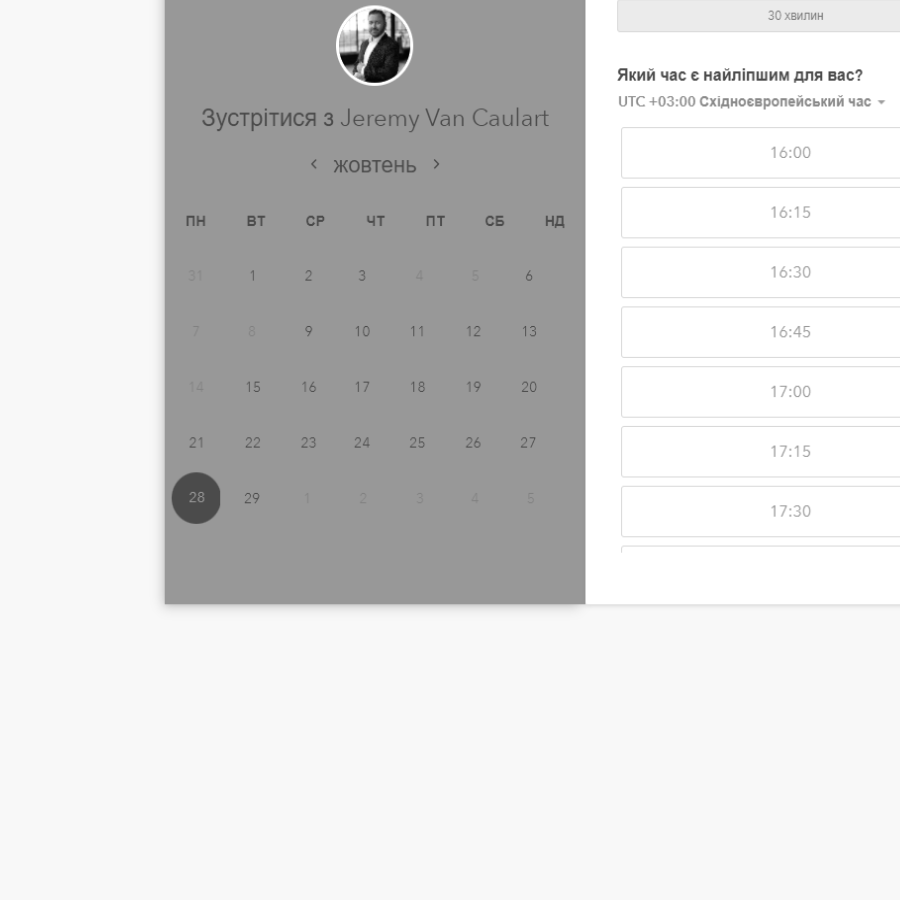 Зустрітися з Jeremy Van Caulart
‹ жовтень ›
ПН ВТ СР ЧТ ПТ СБ НД
31 1 2 3 4 5 6
7 8 9 10 11 12 13
14 15 16 17 18 19 20
21 22 23 24 25 26 27
28 29 1 2 3 4 5
30 хвилин
Який час є найліпшим для вас?
UTC +03:00 Східноєвропейський час
16:00
16:15
16:30
16:45
17:00
17:15
17:30